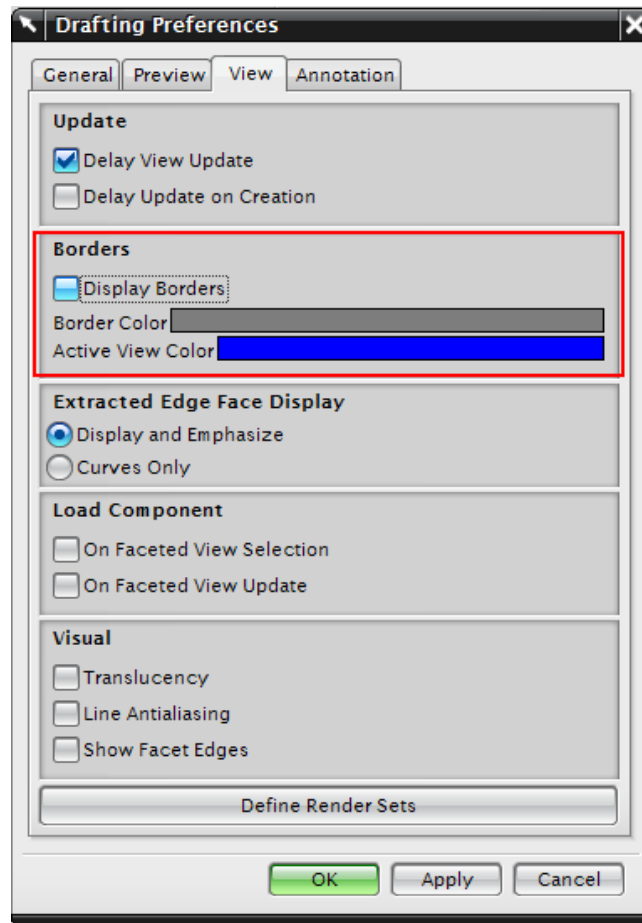 Drafting Preferences
General Preview View Annotation
Update
Delay View Update
Delay Update on Creation
Borders
Display Borders
Border Color
Active View Color
Extracted Edge Face Display
Display and Emphasize
Curves Only
Load Component
On Faceted View Selection
On Faceted View Update
Visual
Translucency
Line Antialiasing
Show Facet Edges
Define Render Sets
OK Apply Cancel